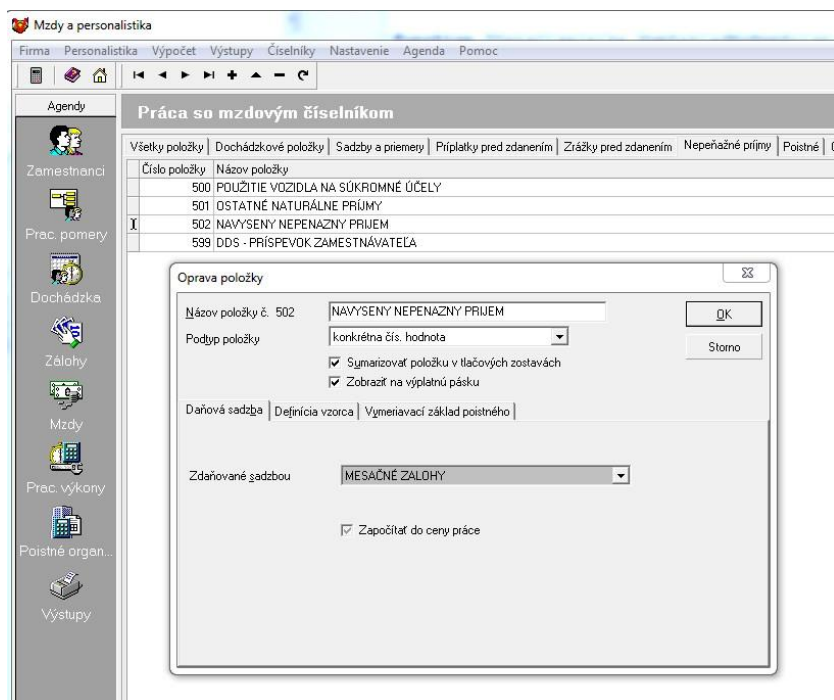 Mzdy a personalistika
Firma Personalistika Výpočet Výstupy Číselníky Nastavenie Agenda Pomoc
Agendy
Práca so mzdovým číselníkom
Všetky položky Dochádzkové položky Sadzby a priemery Príplatky pred zdanením Zrážky pred zdanením Nepeňažné príjmy Poistné
Číslo položky Názov položky
500 POUŽITIE VOZIDLA NA SÚKROMNÉ ÚČELY
501 OSTATNÉ NATURÁLNE PRÍJMY
502 NAVYSENY NEPENAZNY PRIJEM
599 DDS - PRÍSPEVOK ZAMESTNÁVATEĽA
Zamestnanci
Prac. pomery
Dochádzka
Zálohy
Mzdy
Prac. výkony
Poistné organ...
Výstupy
Oprava položky
Názov položky č. 502 NAVYSENY NEPENAZNY PRIJEM
OK
Podtyp položky konkrétna čís. hodnota
Storno
Sumarizovať položku v tlačových zostavách
Zobraziť na výplatnú pásku
Daňová sadzba Definícia vzorca Vymeriavací základ poistného
Zdaňované sadzbou MESAČNÉ ZALOHY
Započítať do ceny práce